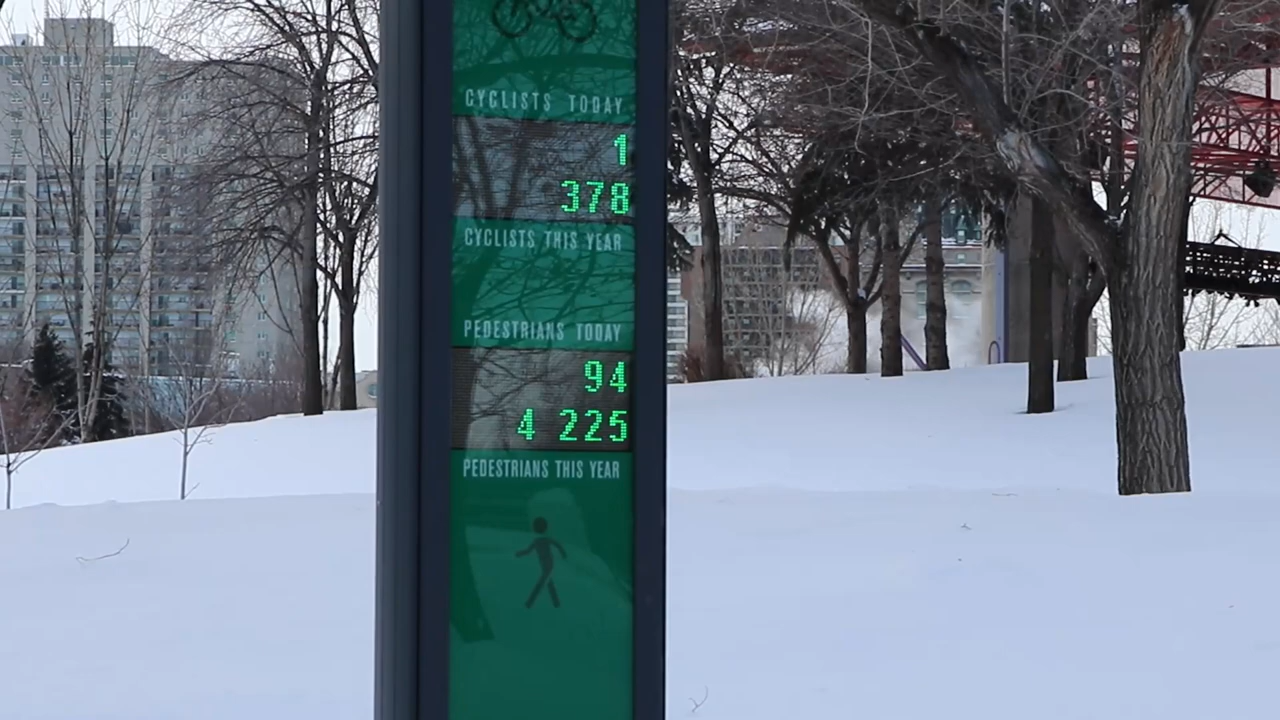 CYCLISTS TODAY
1
378
CYCLISTS THIS YEAR
PEDESTRIANS TODAY
94
4 225
PEDESTRIANS THIS YEAR